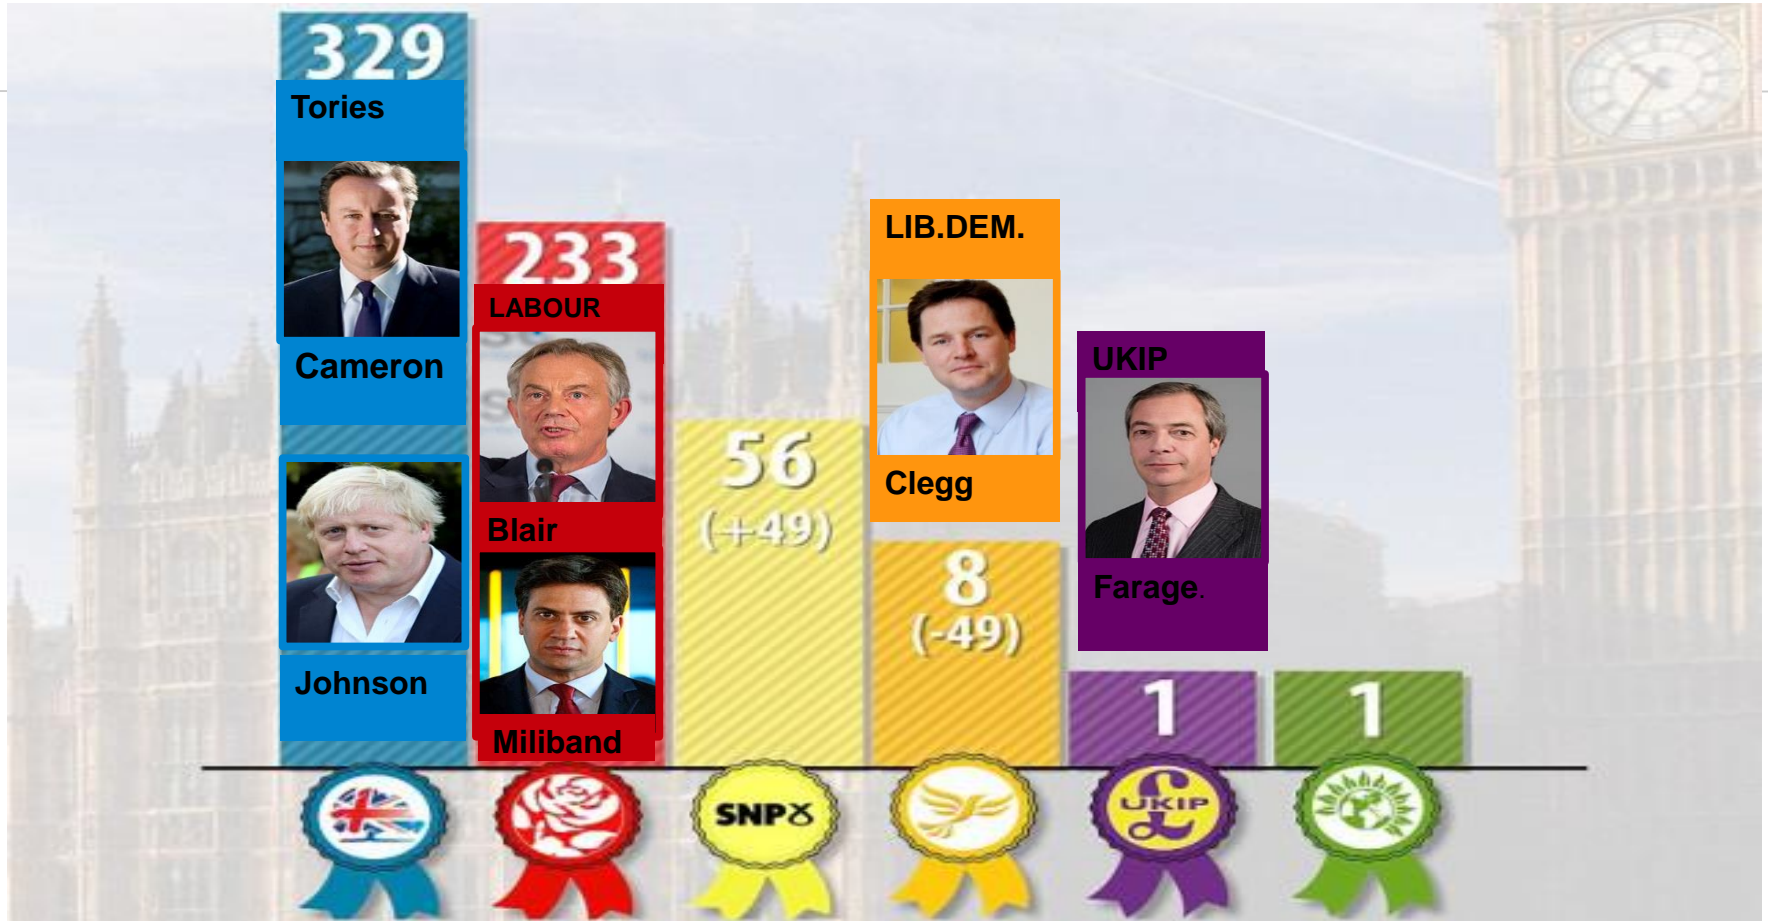 329
Tories
Cameron
Johnson
233
LABOUR
Blair
Miliband
56
(+49)
LIB.DEM.
Clegg
8
(-49)
UKIP
Farage.
1
1
SNP
UKIP
£